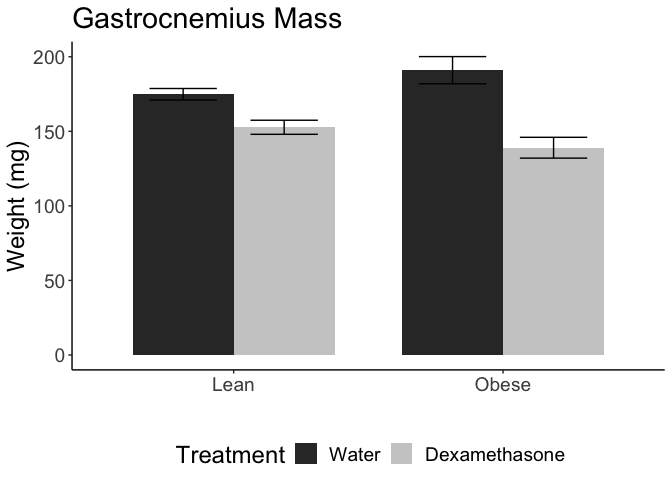 Gastrocnemius Mass
Weight (mg)
200
150
100
50
0
Lean Obese
Treatment Water Dexamethasone